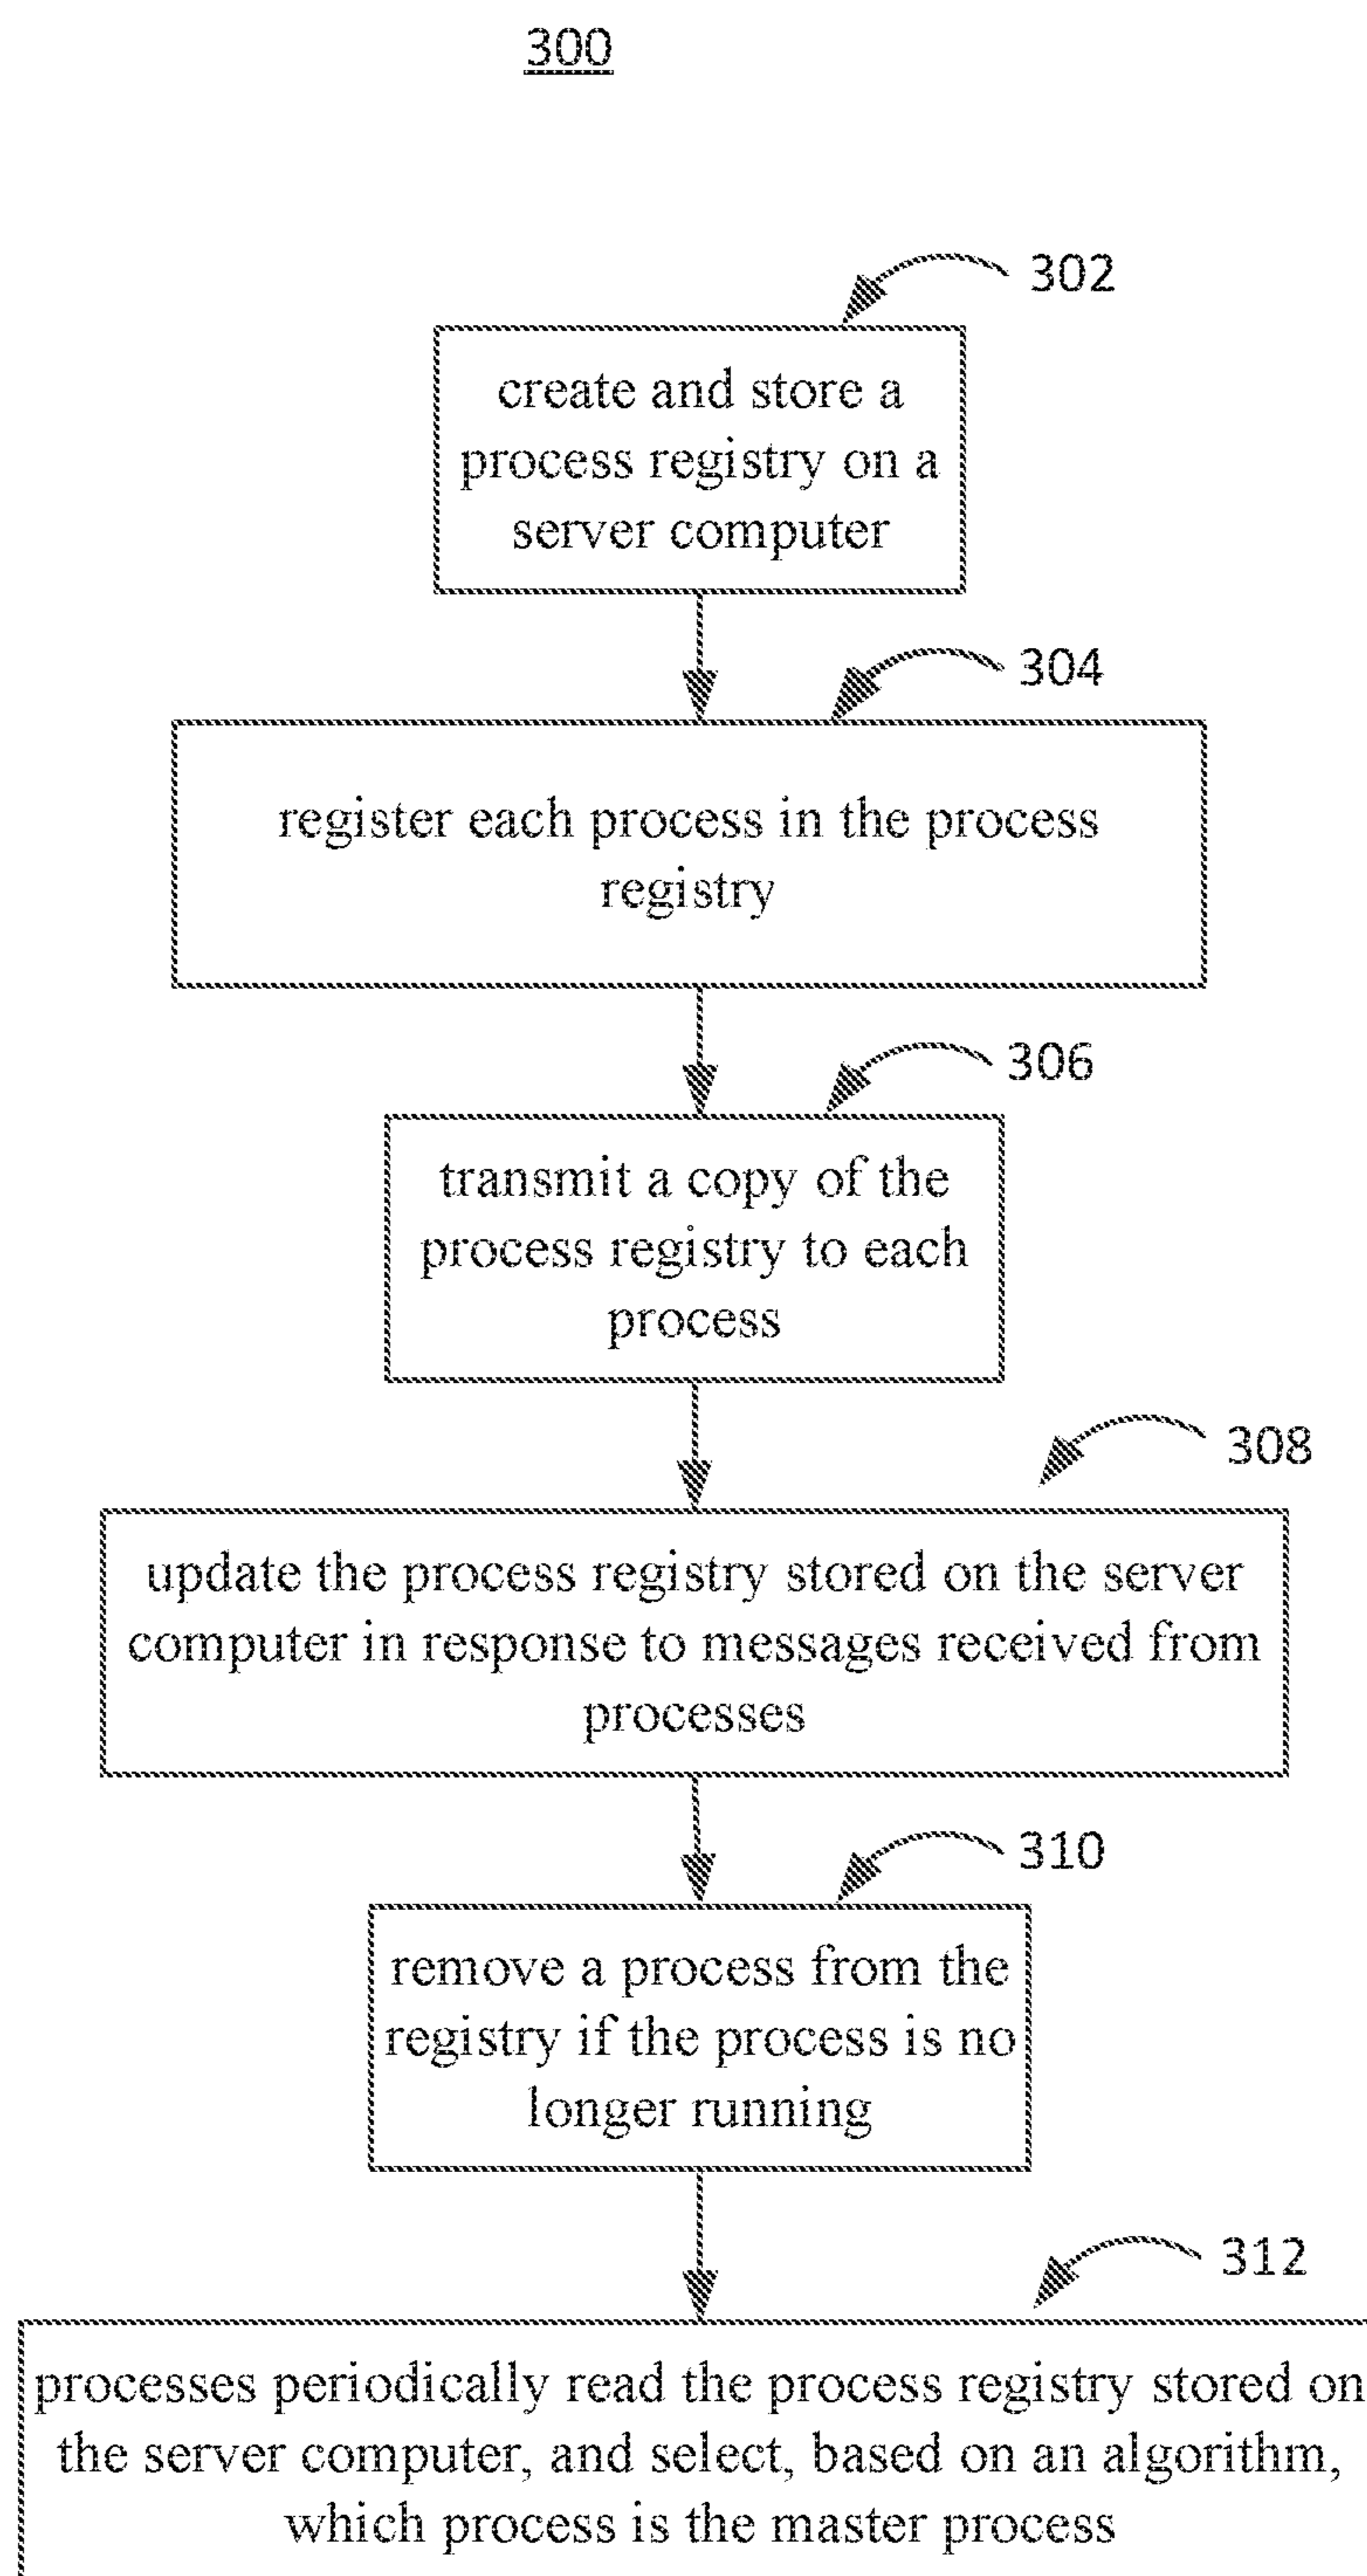 300
302
create and store a
process registry on a
server computer
304
register each process in the process
registry
306
transmit a copy of the
process registry to each
process
308
update the process registry stored on the server
computer in response to messages received from
processes
310
remove a process from the
registry if the process is no
longer running
312
processes periodically read the process registry stored on
the server computer, and select, based on an algorithm,
which process is the master process